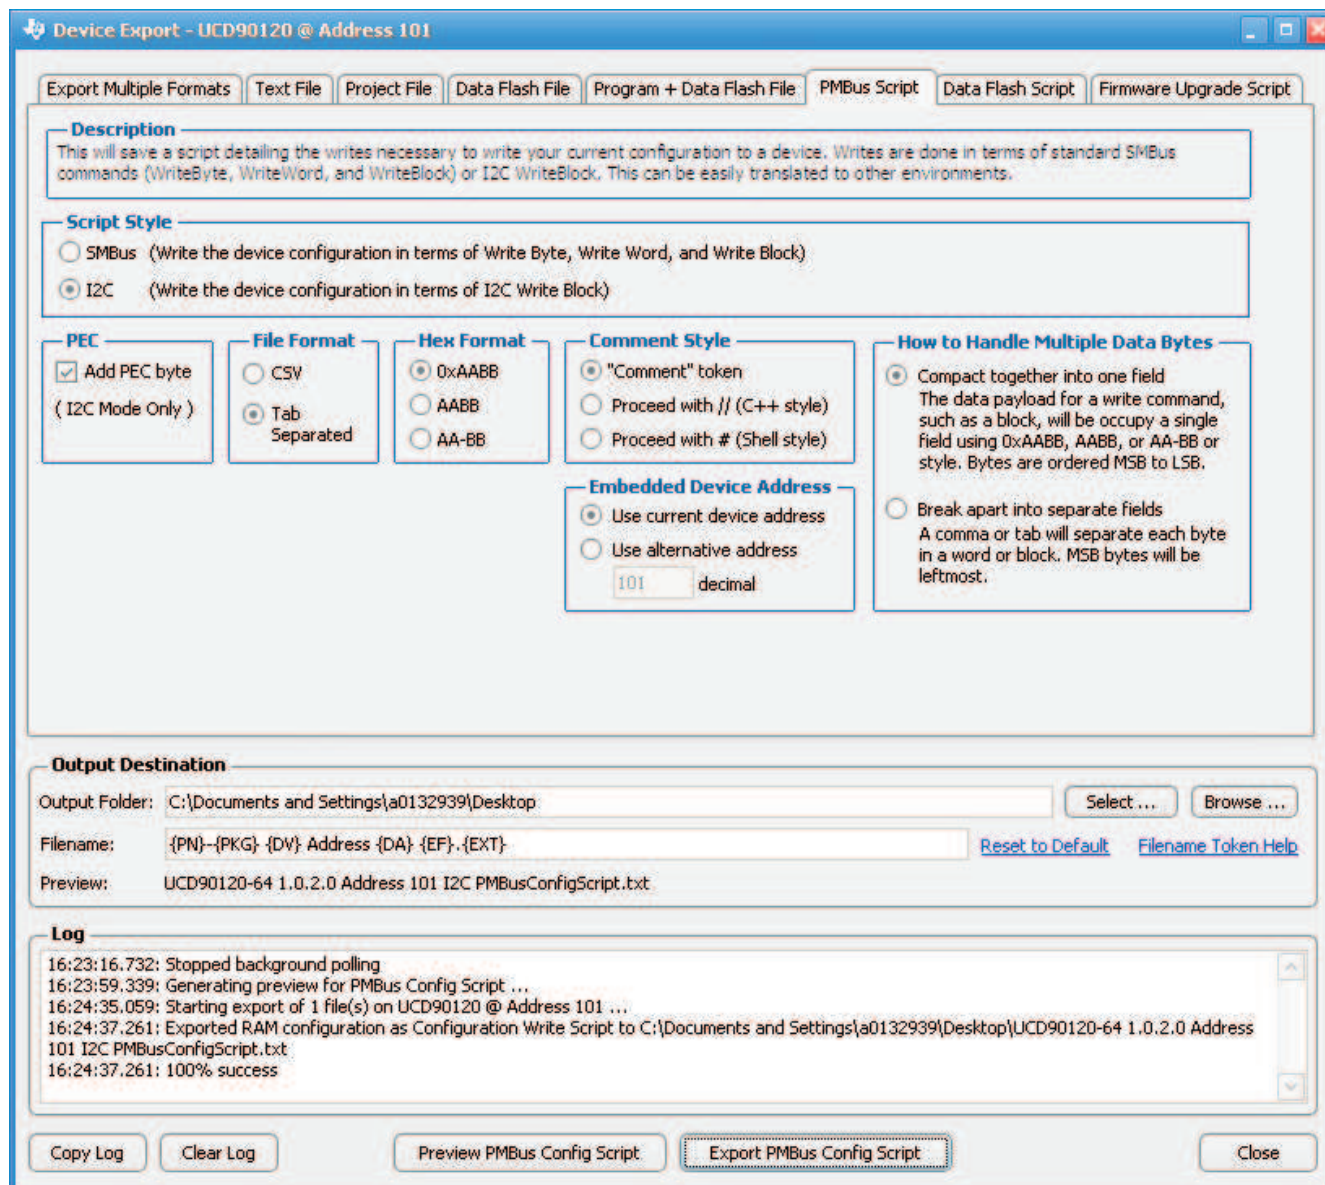 Device Export - UCD90120 @ Address 101
Export Multiple Formats Text File Project File Data Flash File Program + Data Flash File PMBus Script Data Flash Script Firmware Upgrade Script
Description
This will save a script detailing the writes necessary to write your current configuration to a device. Writes are done in terms of standard SMBus
commands (WriteByte, WriteWord, and WriteBlock) or I2C WriteBlock. This can be easily translated to other environments.
Script Style
SMBus (Write the device configuration in terms of Write Byte, Write Word, and Write Block)
I2C (Write the device configuration in terms of I2C Write Block)
PEC
Add PEC byte
( I2C Mode Only )
File Format
CSV
Tab
Separated
Hex Format
0xAABB
AABB
AA-BB
Comment Style
"Comment" token
Proceed with // (C++ style)
Proceed with # (Shell style)
Embedded Device Address
Use current device address
Use alternative address
101 decimal
How to Handle Multiple Data Bytes
Compact together into one field
The data payload for a write command,
such as a block, will be occupy a single
field using 0xAABB, AABB, or AA-BB or
style. Bytes are ordered MSB to LSB.
Break apart into separate fields
A comma or tab will separate each byte
in a word or block. MSB bytes will be
leftmost.
Output Destination
Output Folder: C:\Documents and Settings\a0132939\Desktop Select ... Browse ...
Filename: {PN}-{PKG} {DV} Address {DA} {EF}.{EXT} Reset to Default Filename Token Help
Preview: UCD90120-64 1.0.2.0 Address 101 I2C PMBusConfigScript.txt
Log
16:23:16.732: Stopped background polling
16:23:59.339: Generating preview for PMBus Config Script ...
16:24:35.059: Starting export of 1 file(s) on UCD90120 @ Address 101 ...
16:24:37.261: Exported RAM configuration as Configuration Write Script to C:\Documents and Settings\a0132939\Desktop\UCD90120-64 1.0.2.0 Address
101 I2C PMBusConfigScript.txt
16:24:37.261: 100% success
Copy Log Clear Log Preview PMBus Config Script Export PMBus Config Script Close